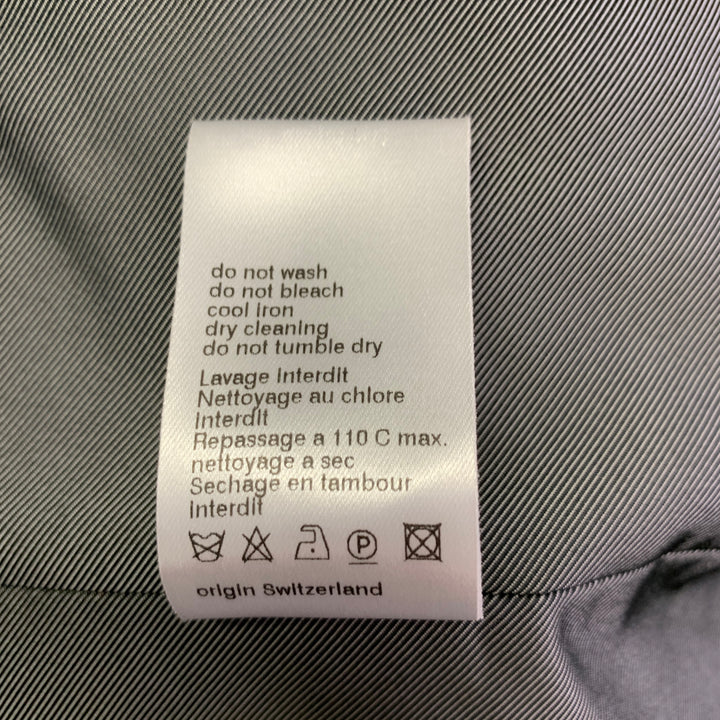 do not wash
do not bleach
cool iron
dry cleaning
do not tumble dry
Lavage Interdit
Nettoyage au chlore
Interdit
Repassage a 110 C max.
nettoyage a sec
Sechage en tambour
interdit
P
origin Switzerland